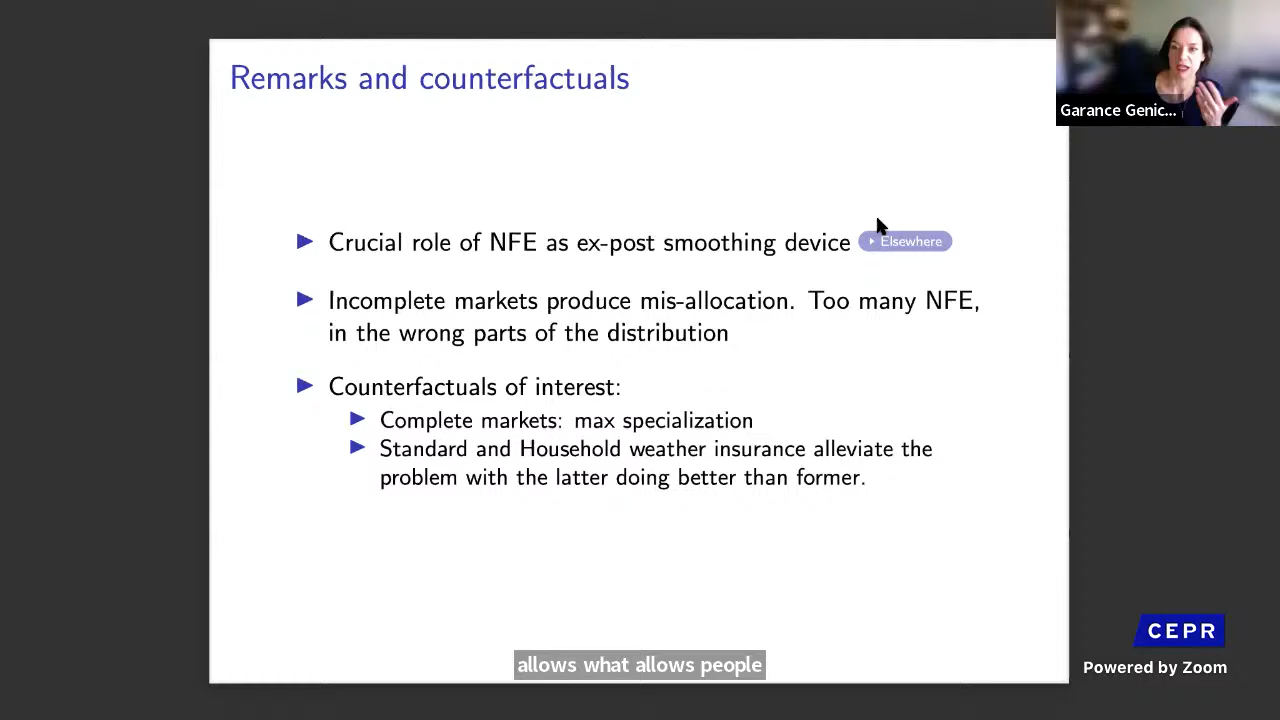 Remarks and counterfactuals
Garance Genic...
Crucial role of NFE as ex-post smoothing device
Elsewhere
Incomplete markets produce mis-allocation. Too many NFE,
in the wrong parts of the distribution
Counterfactuals of interest:
Complete markets: max specialization
Standard and Household weather insurance alleviate the
problem with the latter doing better than former.
CEPR
Powered by Zoom
allows what allows people